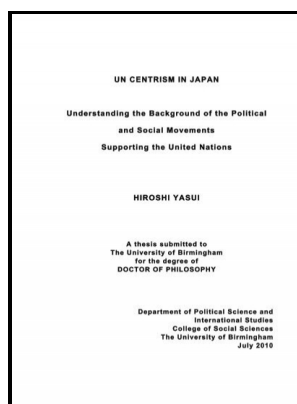 UN CENTRISM IN JAPAN
Understanding the Background of the Political
and Social Movements
Supporting the United Nations
HIROSHI YASUI
A thesis submitted to
The University of Birmingham
for the degree of
DOCTOR OF PHILOSOPHY
Department of Political Science and
International Studies
College of Social Sciences
The University of Birmingham
July 2010